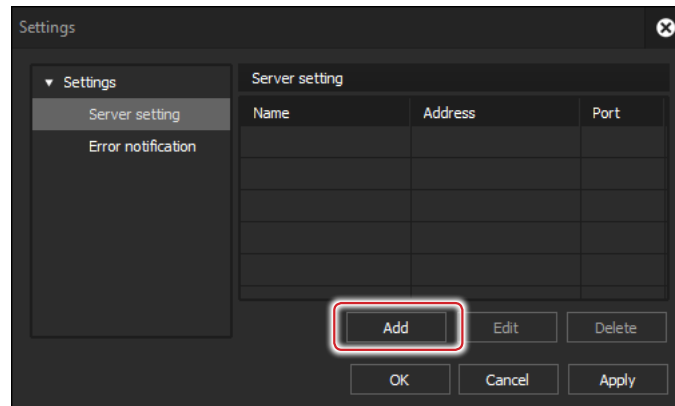 Settings
▼ Settings
Server setting
Error notification
Server setting
Name Address Port
Add Edit Delete
OK Cancel Apply